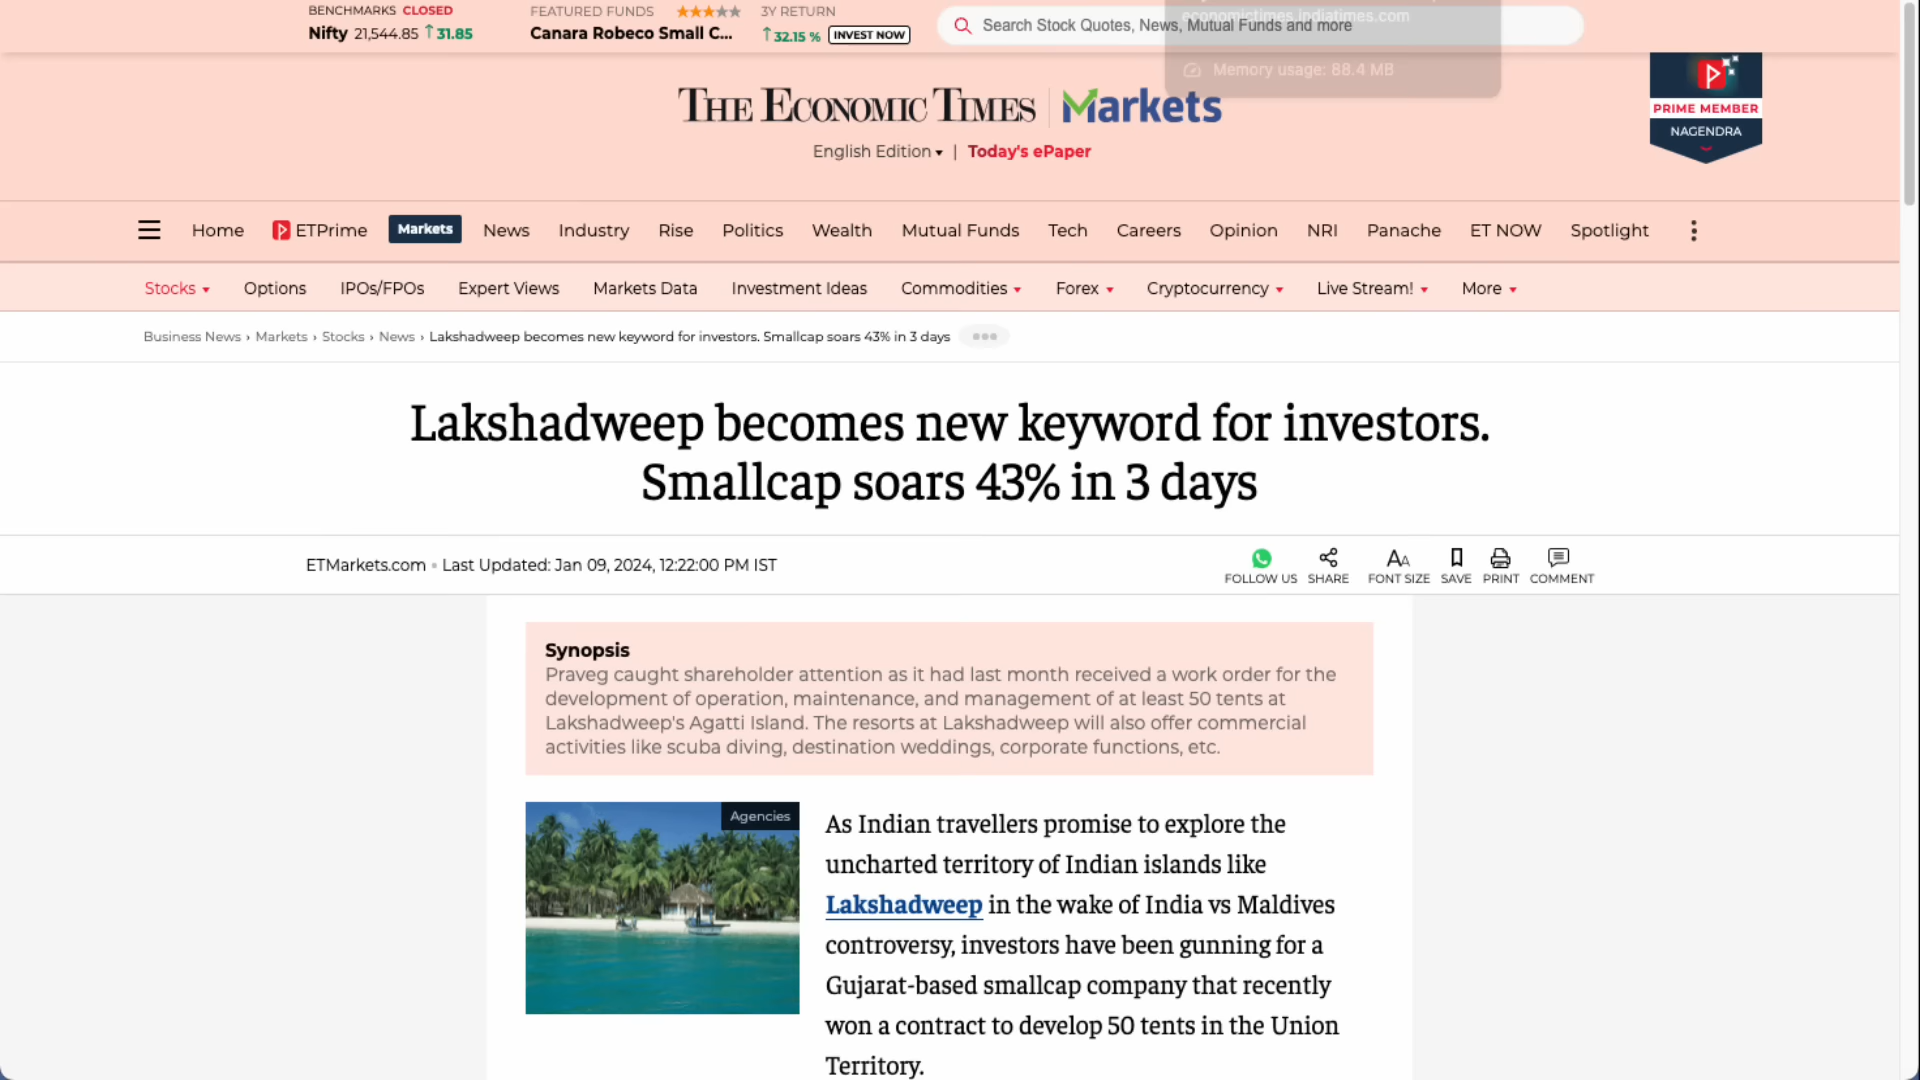 BENCHMARKS CLOSED
Nifty 21,544.85 31.85
FEATURED FUNDS
Canara Robeco Small C...
3Y RETURN
32.15 % INVEST NOW
Search Stock Quotes, News, Mutual Funds and more
economictimes.indiatimes.com
Memory usage: 88.4 MB
THE ECONOMIC TIMES | Markets
English Edition | Today's ePaper
PRIME MEMBER
NAGENDRA
Home ETPrime Markets News Industry Rise Politics Wealth Mutual Funds Tech Careers Opinion NRI Panache ET NOW Spotlight
Stocks Options IPOs/FPOs Expert Views Markets Data Investment Ideas Commodities Forex Cryptocurrency Live Stream! More
Business News › Markets › Stocks › News › Lakshadweep becomes new keyword for investors. Smallcap soars 43% in 3 days
Lakshadweep becomes new keyword for investors.
Smallcap soars 43% in 3 days
ETMarkets.com • Last Updated: Jan 09, 2024, 12:22:00 PM IST
FOLLOW US SHARE FONT SIZE SAVE PRINT COMMENT
Synopsis
Praveg caught shareholder attention as it had last month received a work order for the
development of operation, maintenance, and management of at least 50 tents at
Lakshadweep's Agatti Island. The resorts at Lakshadweep will also offer commercial
activities like scuba diving, destination weddings, corporate functions, etc.
Agencies
As Indian travellers promise to explore the
uncharted territory of Indian islands like
Lakshadweep in the wake of India vs Maldives
controversy, investors have been gunning for a
Gujarat-based smallcap company that recently
won a contract to develop 50 tents in the Union
Territory.